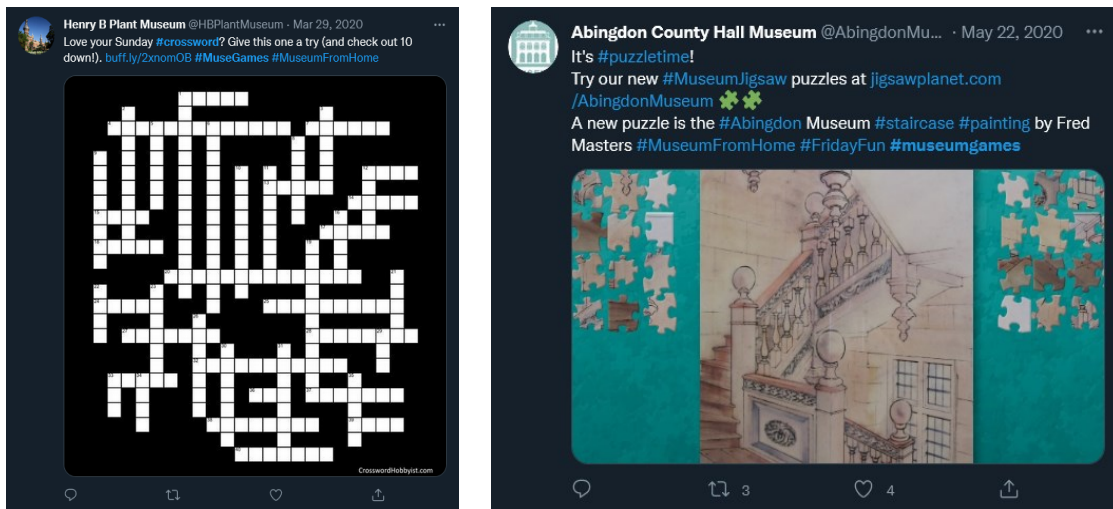 Henry B Plant Museum @HBPlantMuseum · Mar 29, 2020
Love your Sunday #crossword? Give this one a try (and check out 10
down!). buff.ly/2xnomOB #MuseGames #MuseumFromHome
CrosswordHobbyist.com
Abingdon County Hall Museum @AbingdonMu... · May 22, 2020
It's #puzzletime!
Try our new #MuseumJigsaw puzzles at jigsawplanet.com
/AbingdonMuseum
A new puzzle is the #Abingdon Museum #staircase #painting by Fred
Masters #MuseumFromHome #FridayFun #museumgames
3
4